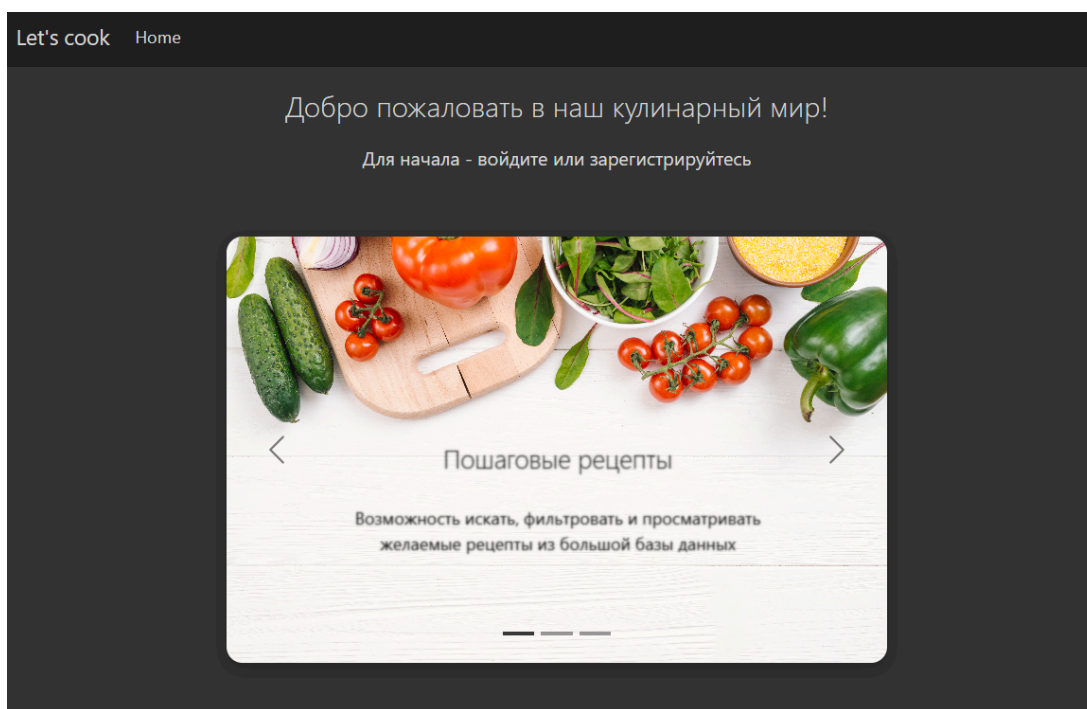 Let's cook Home
Добро пожаловать в наш кулинарный мир!
Для начала - войдите или зарегистрируйтесь
Пошаговые рецепты
Возможность искать, фильтровать и просматривать
желаемые рецепты из большой базы данных